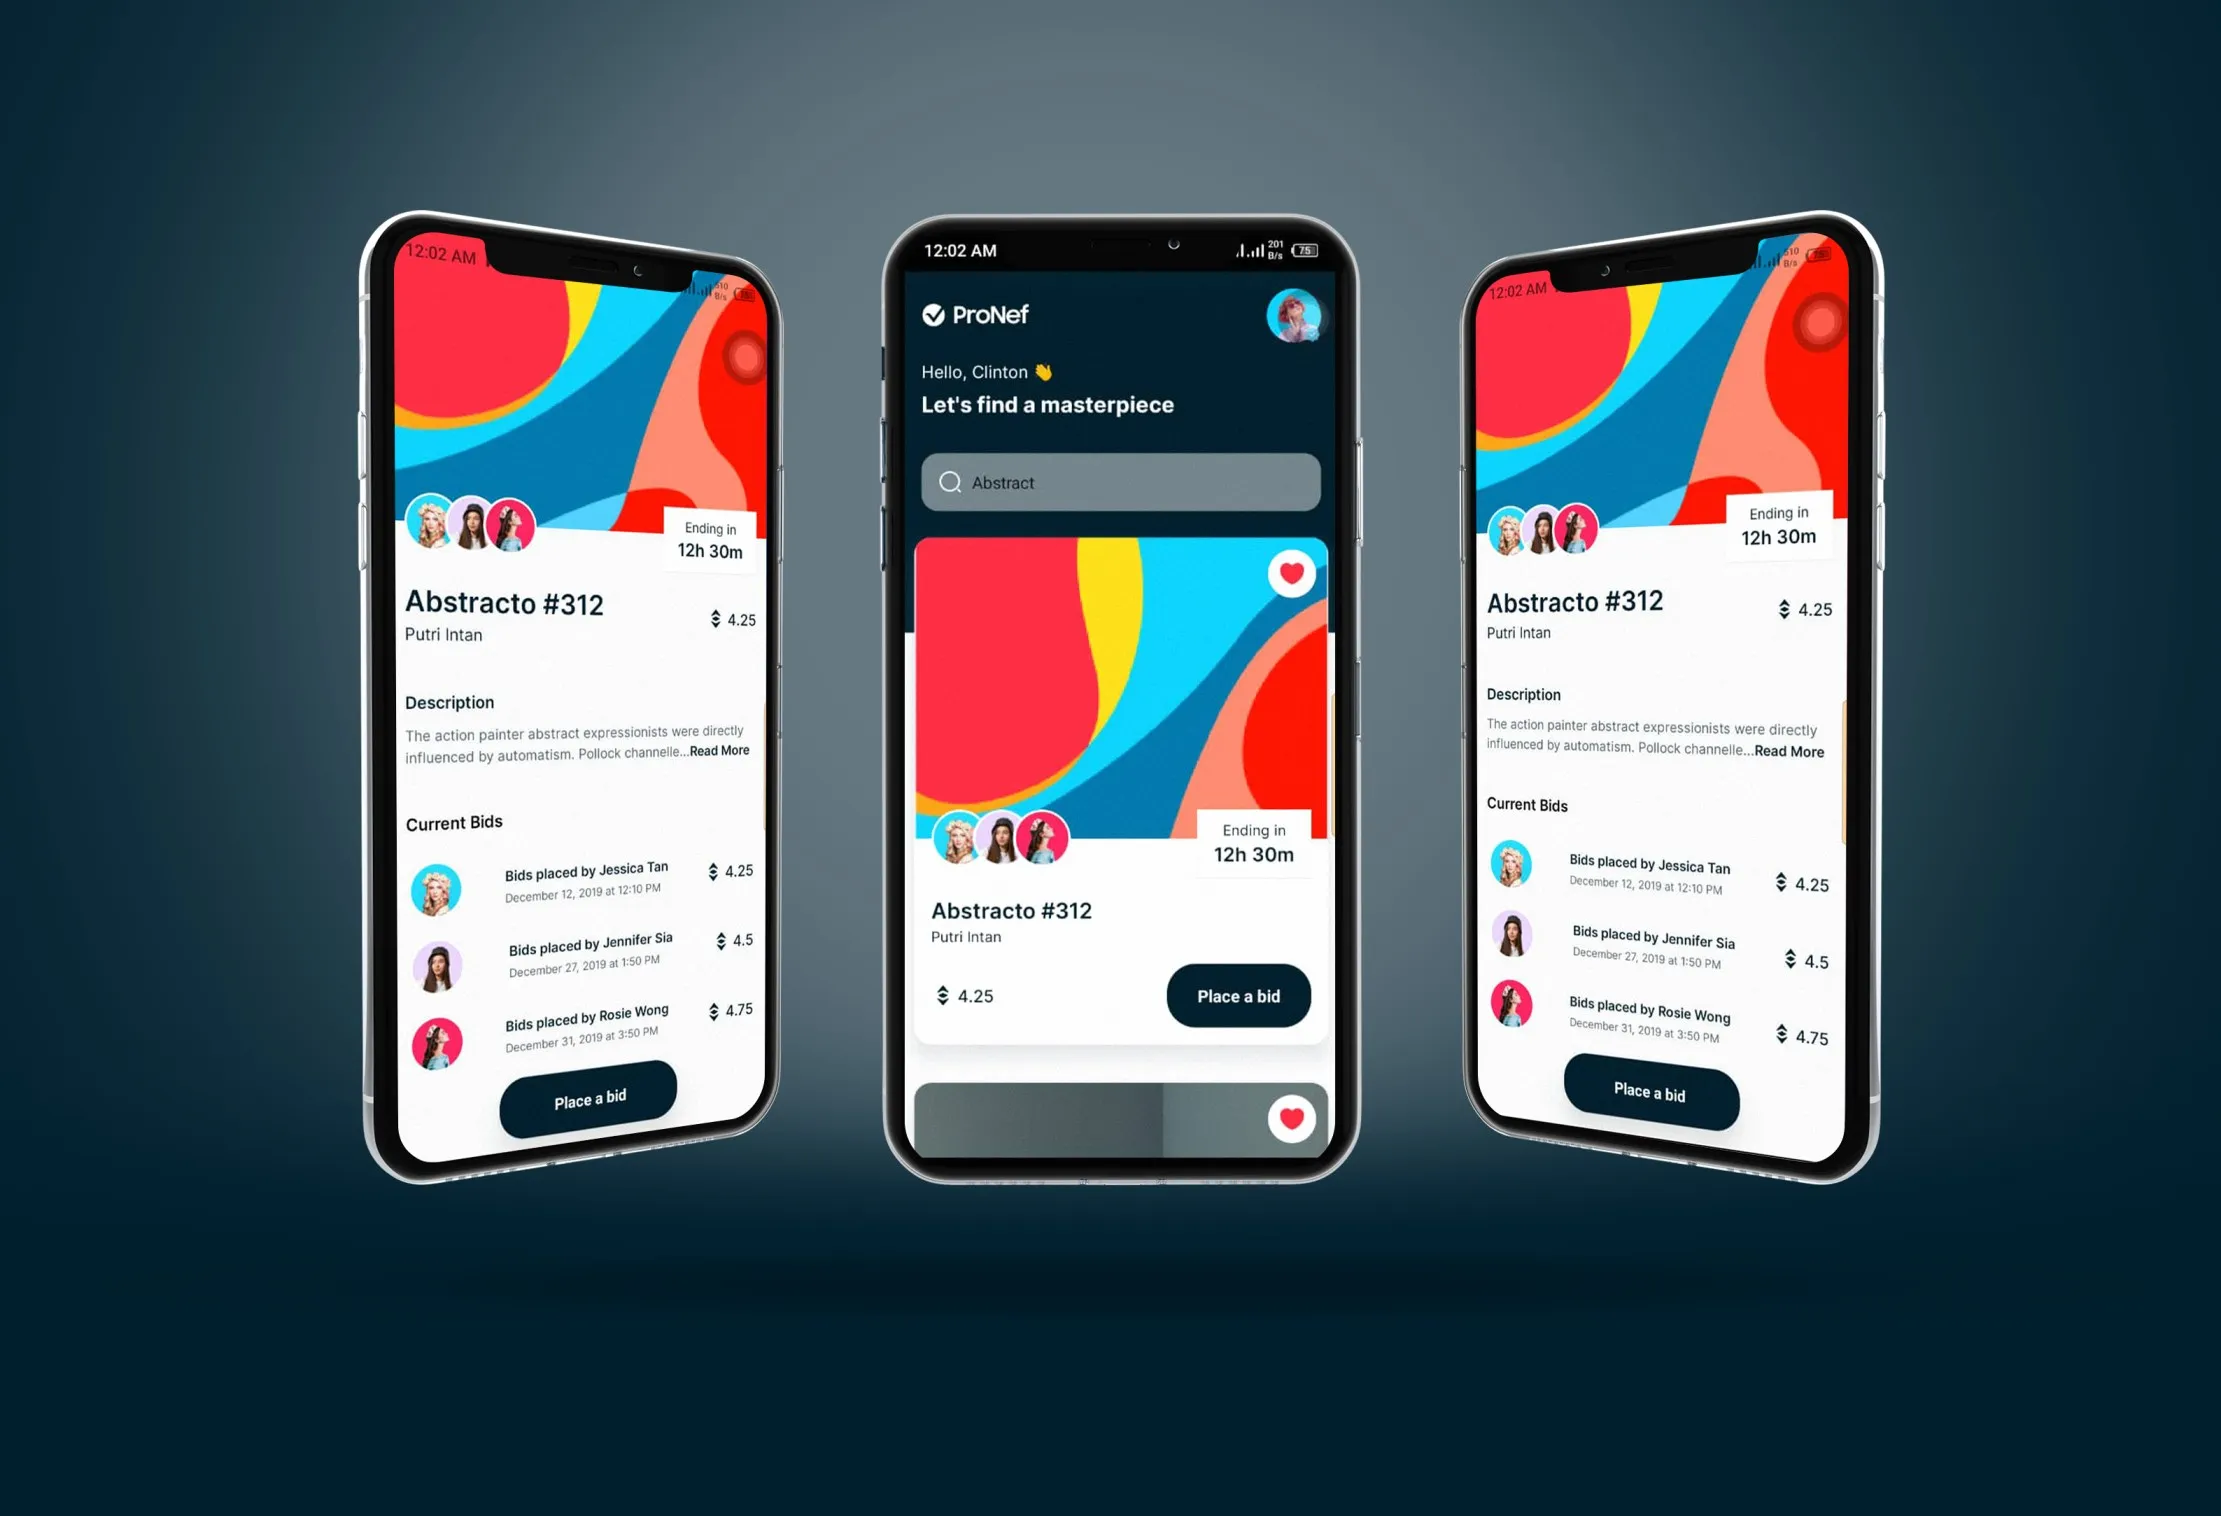 12:02 AM
510
B/s
75
Ending in
12h 30m
Abstracto #312
4.25
Putri Intan
Description
The action painter abstract expressionists were directly
influenced by automatism. Pollock channelle...Read More
Current Bids
Bids placed by Jessica Tan
4.25
December 12, 2019 at 12:10 PM
Bids placed by Jennifer Sia
4.5
December 27, 2019 at 1:50 PM
Bids placed by Rosie Wong
4.75
December 31, 2019 at 3:50 PM
Place a bid
12:02 AM
201
B/s
75
ProNef
Hello, Clinton 👋
Let's find a masterpiece
Abstract
Ending in
12h 30m
Abstracto #312
Putri Intan
4.25
Place a bid
12:02 AM
510
B/s
75
Ending in
12h 30m
Abstracto #312
4.25
Putri Intan
Description
The action painter abstract expressionists were directly
influenced by automatism. Pollock channelle...Read More
Current Bids
Bids placed by Jessica Tan
4.25
December 12, 2019 at 12:10 PM
Bids placed by Jennifer Sia
4.5
December 27, 2019 at 1:50 PM
Bids placed by Rosie Wong
4.75
December 31, 2019 at 3:50 PM
Place a bid